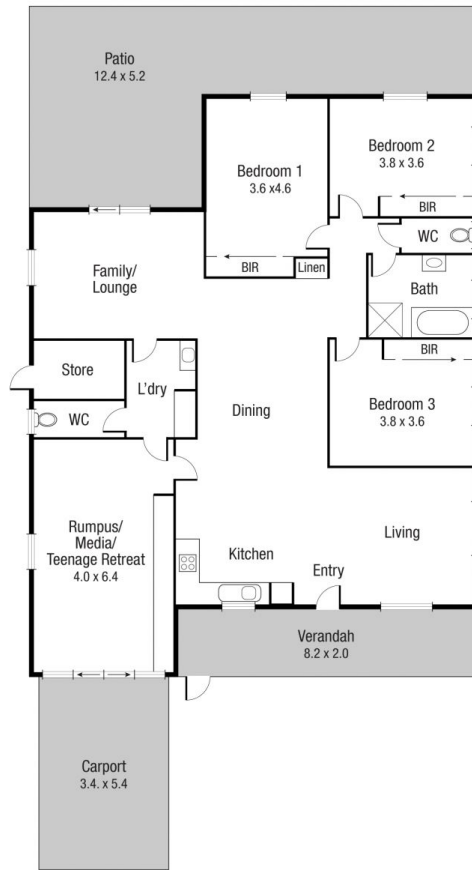 Patio
12.4 x 5.2
Bedroom 1
3.6 x4.6
Bedroom 2
3.8 x 3.6
BIR
WC
BIR
Linen
Family/
Lounge
Bath
BIR
Store
L'dry
WC
Dining
Bedroom 3
3.8 x 3.6
Rumpus/
Media/
Teenage Retreat
4.0 x 6.4
Kitchen
Living
Entry
Verandah
8.2 x 2.0
Carport
3.4. x 5.4